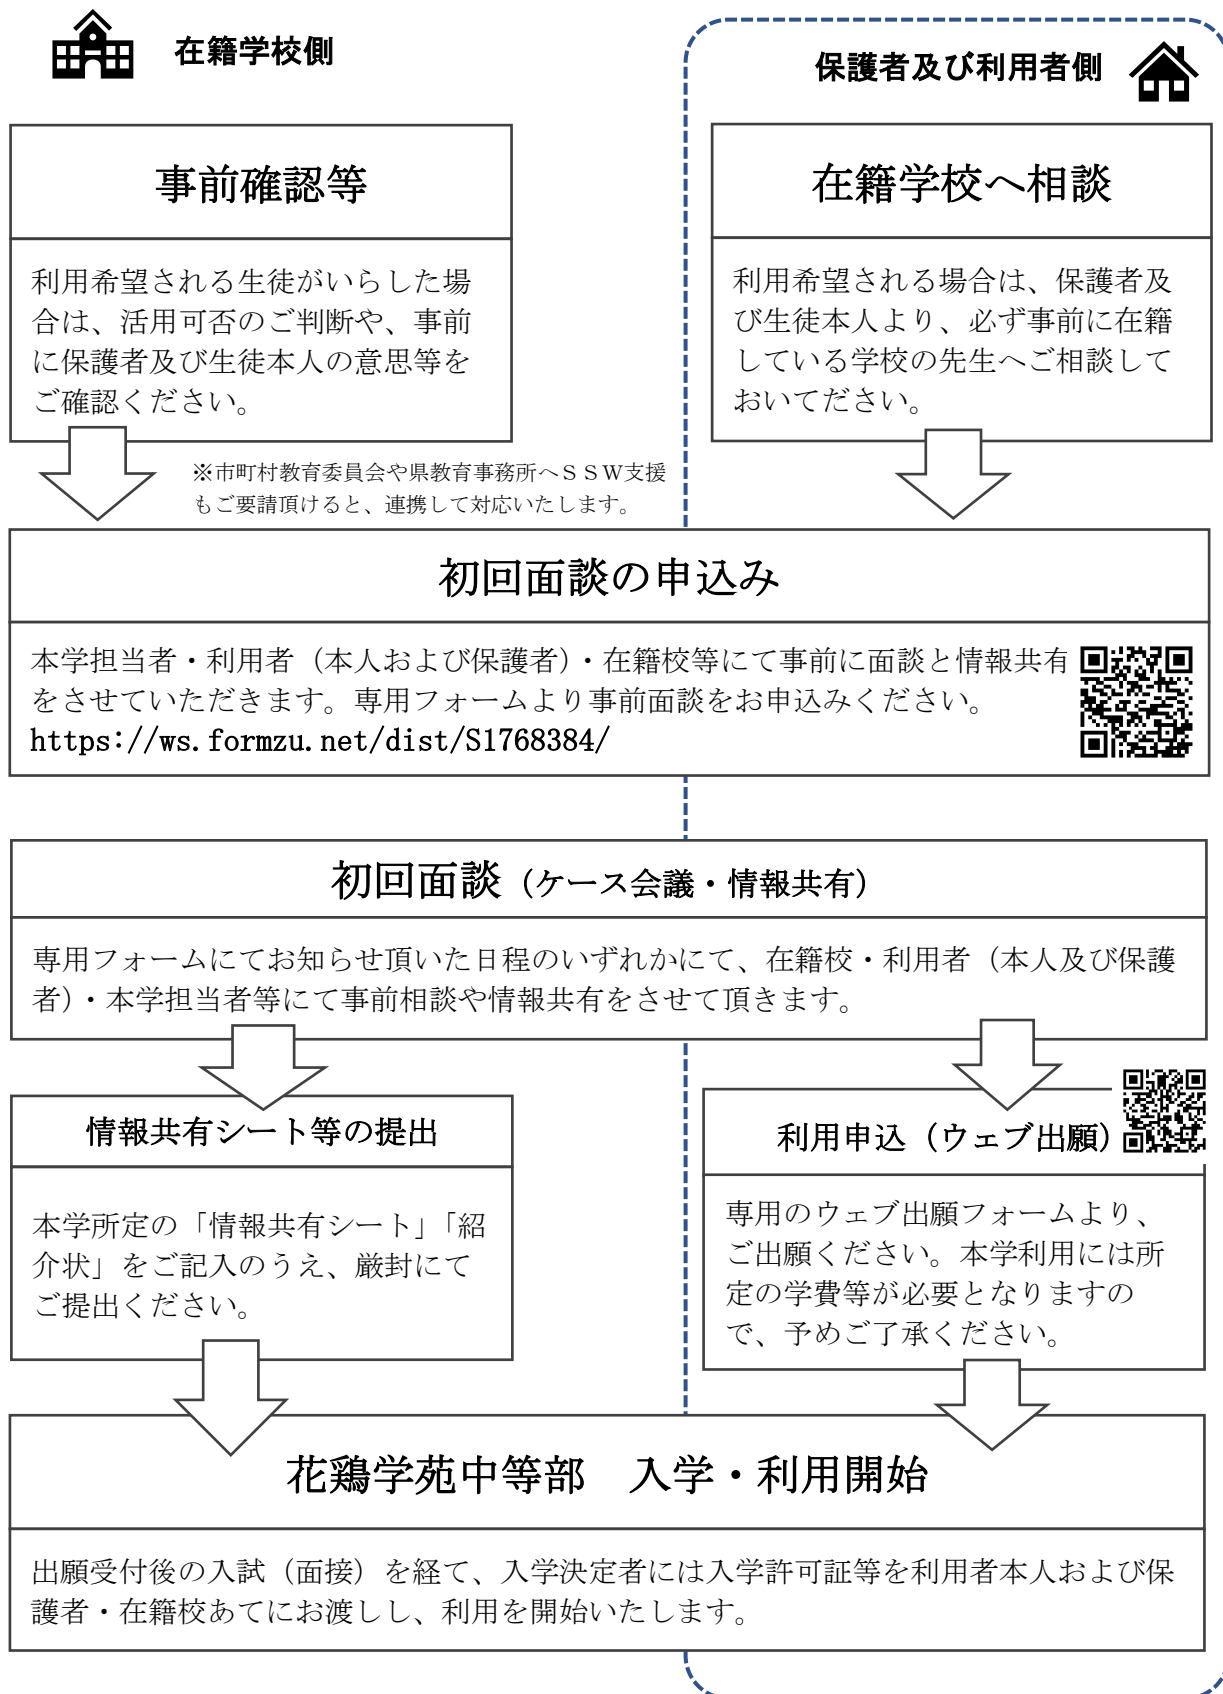 在籍学校側
保護者及び利用者側
事前確認等
利用希望される生徒がいらした場
合は、活用可否のご判断や、事前
に保護者及び生徒本人の意思等を
ご確認ください。
在籍学校へ相談
利用希望される場合は、保護者及
び生徒本人より、必ず事前に在籍
している学校の先生へご相談して
おいてださい。
※市町村教育委員会や県教育事務所へＳＳＷ支援
もご要請頂けると、連携して対応いたします。
初回面談の申込み
本学担当者・利用者（本人および保護者）・在籍校等にて事前に面談と情報共有
をさせていただきます。専用フォームより事前面談をお申込みください。
https://ws.formzu.net/dist/S1768384/
初回面談（ケース会議・情報共有）
専用フォームにてお知らせ頂いた日程のいずれかにて、在籍校・利用者（本人及び保護
者）・本学担当者等にて事前相談や情報共有をさせて頂きます。
情報共有シート等の提出
本学所定の「情報共有シート」「紹
介状」をご記入のうえ、厳封にて
ご提出ください。
利用申込（ウェブ出願）
専用のウェブ出願フォームより、
ご出願ください。本学利用には所
定の学費等が必要となりますの
で、予めご了承ください。
花鶏学苑中等部　入学・利用開始
出願受付後の入試（面接）を経て、入学決定者には入学許可証等を利用者本人および保
護者・在籍校あてにお渡しし、利用を開始いたします。